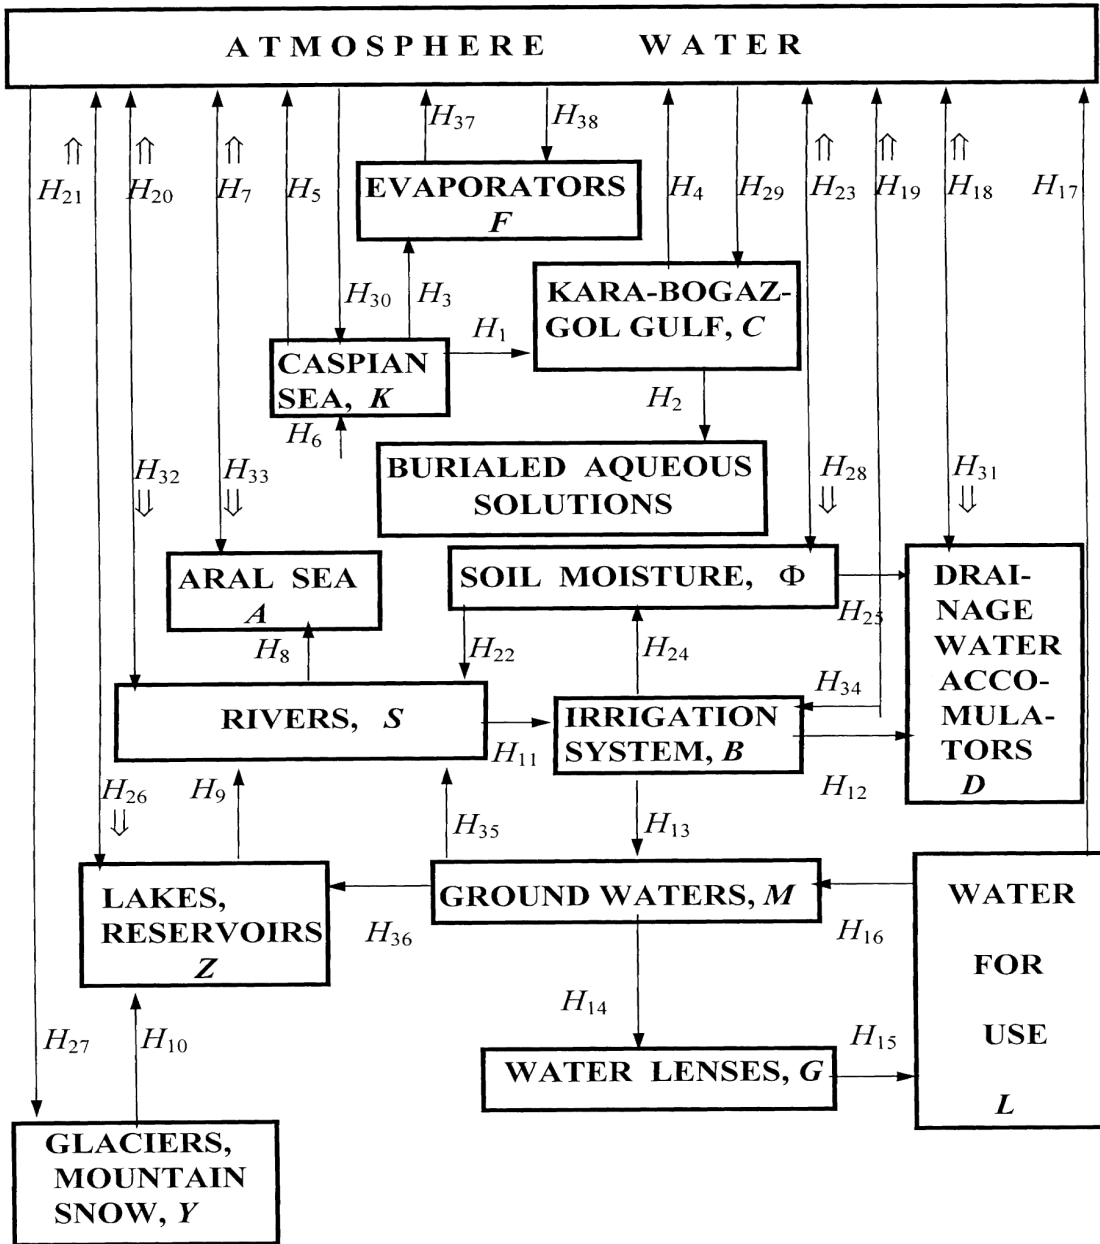 ATMOSPHERE WATER
H37
H38
⇑ ⇑ ⇑ ⇑ ⇑ ⇑
H21 H20 H7 H5 H4 H29 H23 H19 H18 H17
EVAPORATORS
F
H30 H3
KARA-BOGAZ-
GOL GULF, C
H1
CASPIAN
SEA, K
H2
H6
BURIALED AQUEOUS
SOLUTIONS
H32 H33 H28 H31
⇓ ⇓ ⇓ ⇓
ARAL SEA
A
SOIL MOISTURE, Φ
DRAI-
NAGE
WATER
ACCO-
MULA-
TORS
D
H25
H8 H22 H24
H34
RIVERS, S
IRRIGATION
SYSTEM, B
H11
H26 H9 H12
⇓
H35 H13
LAKES,
RESERVOIRS
Z
GROUND WATERS, M
WATER
FOR
USE
L
H36 H16
H14
H27 H10 H15
WATER LENSES, G
GLACIERS,
MOUNTAIN
SNOW, Y